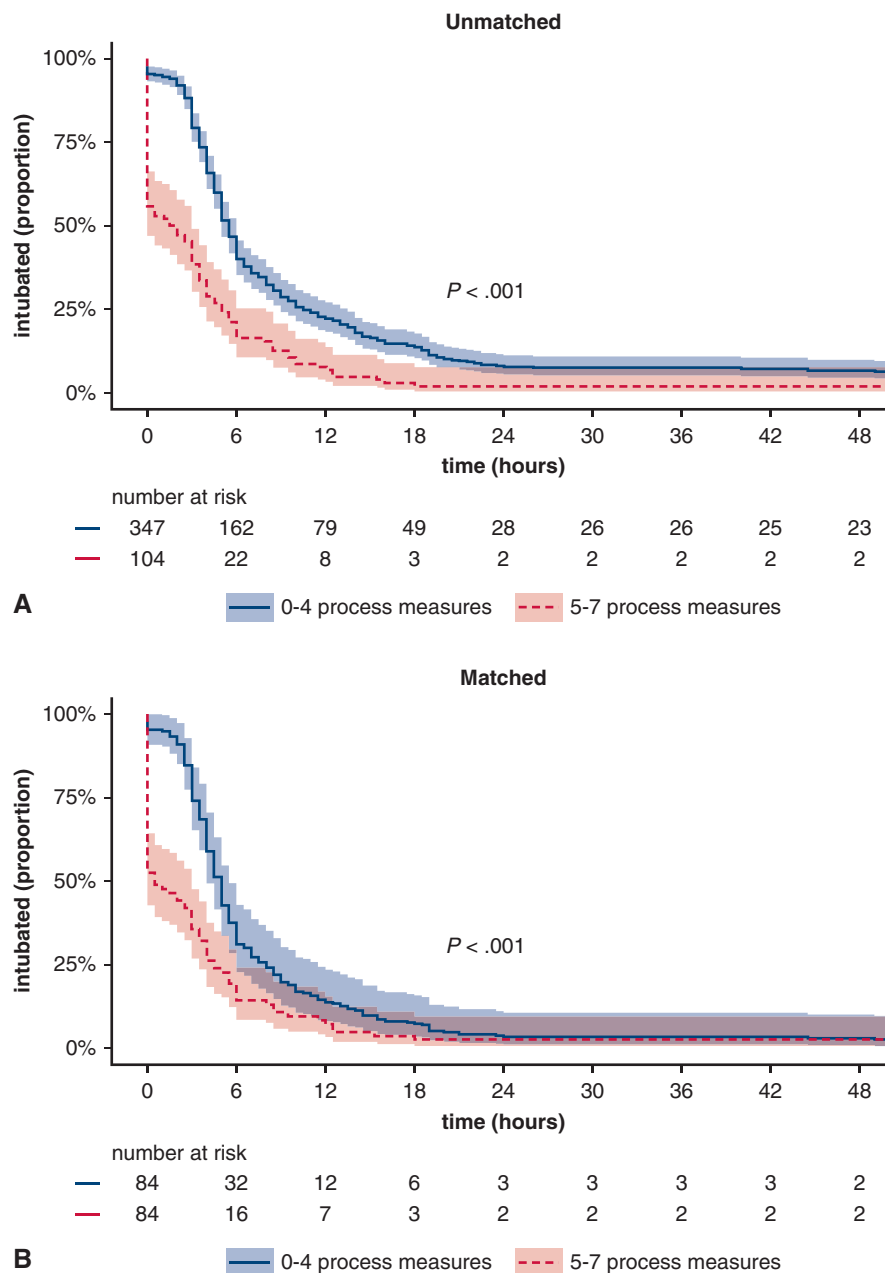 Unmatched
100%
75%
50%
25%
0%
intubated (proportion)
P < .001
0 6 12 18 24 30 36 42 48
time (hours)
number at risk
347 162 79 49 28 26 26 25 23
104 22 8 3 2 2 2 2 2
A
0-4 process measures 5-7 process measures
Matched
100%
75%
50%
25%
0%
intubated (proportion)
P < .001
0 6 12 18 24 30 36 42 48
time (hours)
number at risk
84 32 12 6 3 3 3 3 2
84 16 7 3 2 2 2 2 2
B
0-4 process measures 5-7 process measures